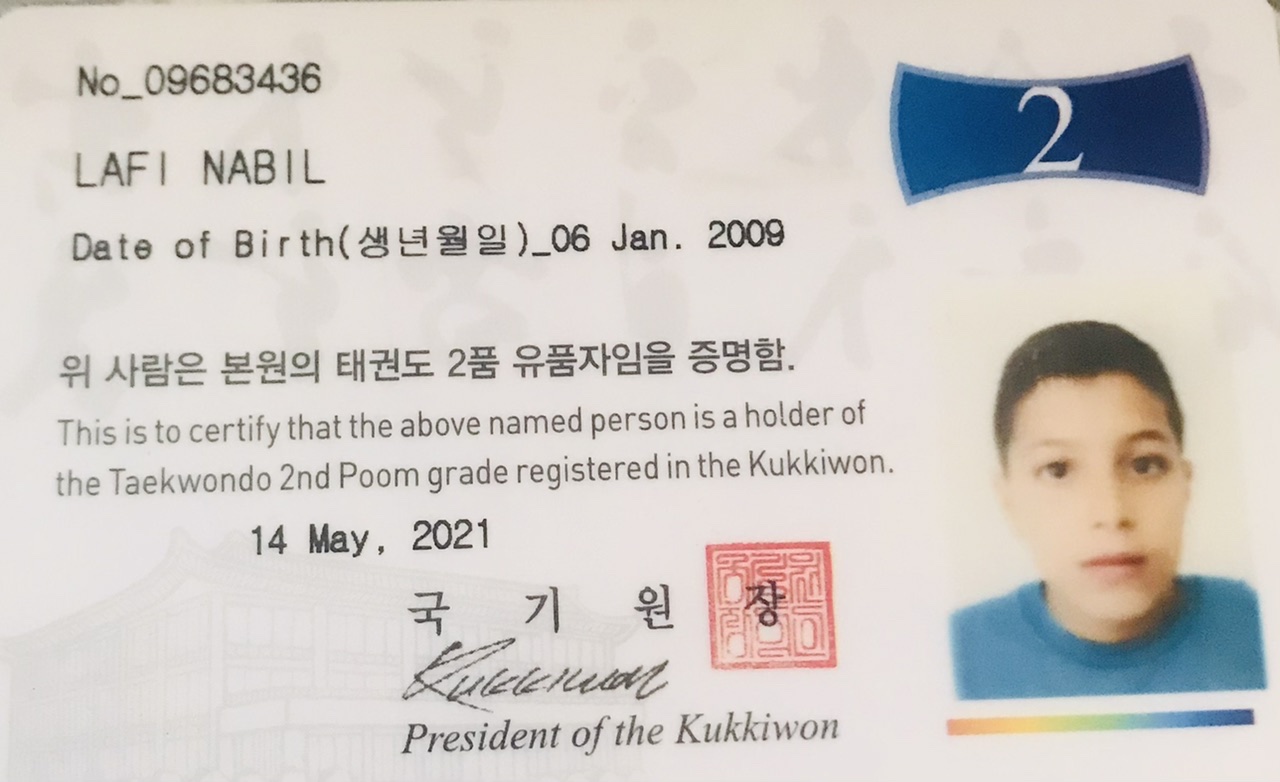 No_09683436
2
LAFI NABIL
Date of Birth(생년월일)_06 Jan. 2009
위 사람은 본원의 태권도 2품 유품자임을 증명함.
This is to certify that the above named person is a holder of
the Taekwondo 2nd Poom grade registered in the Kukkiwon.
14 May, 2021
국 기 원 장
Kukkiwon
President of the Kukkiwon